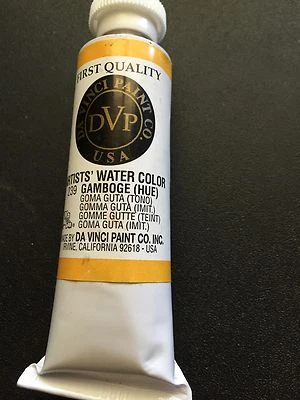 FIRST QUALITY
DA VINCI PAINT CO.
DVP
USA
ARTISTS' WATER COLOR
239 GAMBOGE (HUE)
GOMA GUTA (TONO)
GOMMA GUTA (IMIT.)
GOMME GUTTE (TEINT)
GOMA GUTA (IMIT.)
BY DA VINCI PAINT CO. INC.
IRVINE, CALIFORNIA 92618 - USA